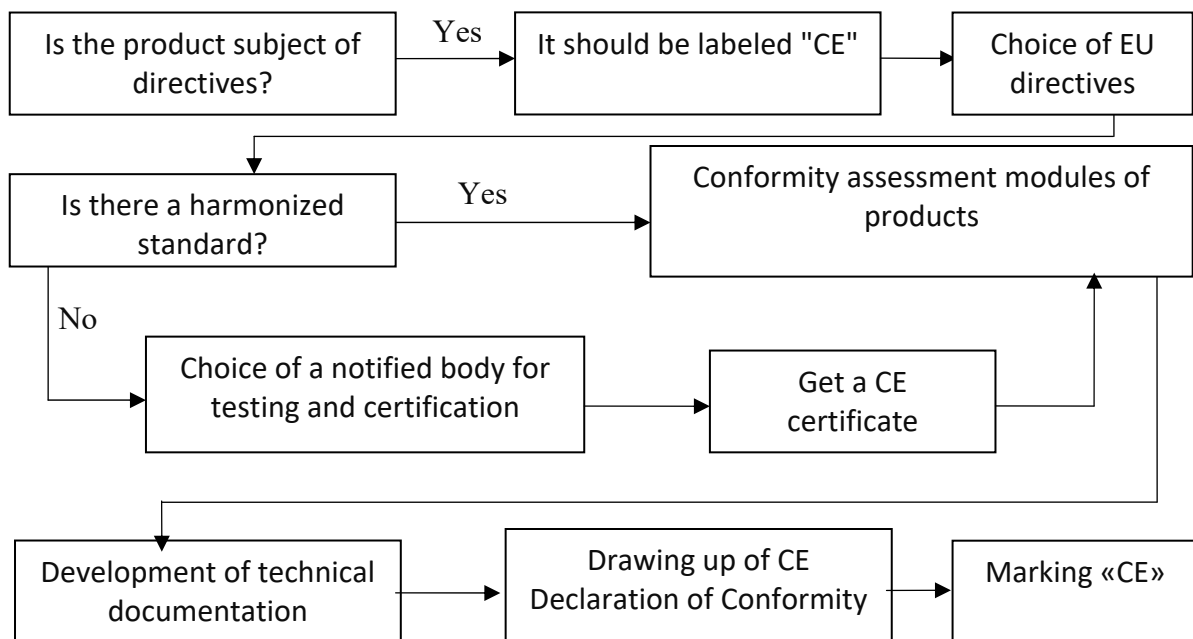 Is the product subject of
directives?
Yes
It should be labeled "CE"
Choice of EU
directives
Is there a harmonized
standard?
Yes
Conformity assessment modules of
products
No
Choice of a notified body for
testing and certification
Get a CE
certificate
Development of technical
documentation
Drawing up of CE
Declaration of Conformity
Marking «CE»